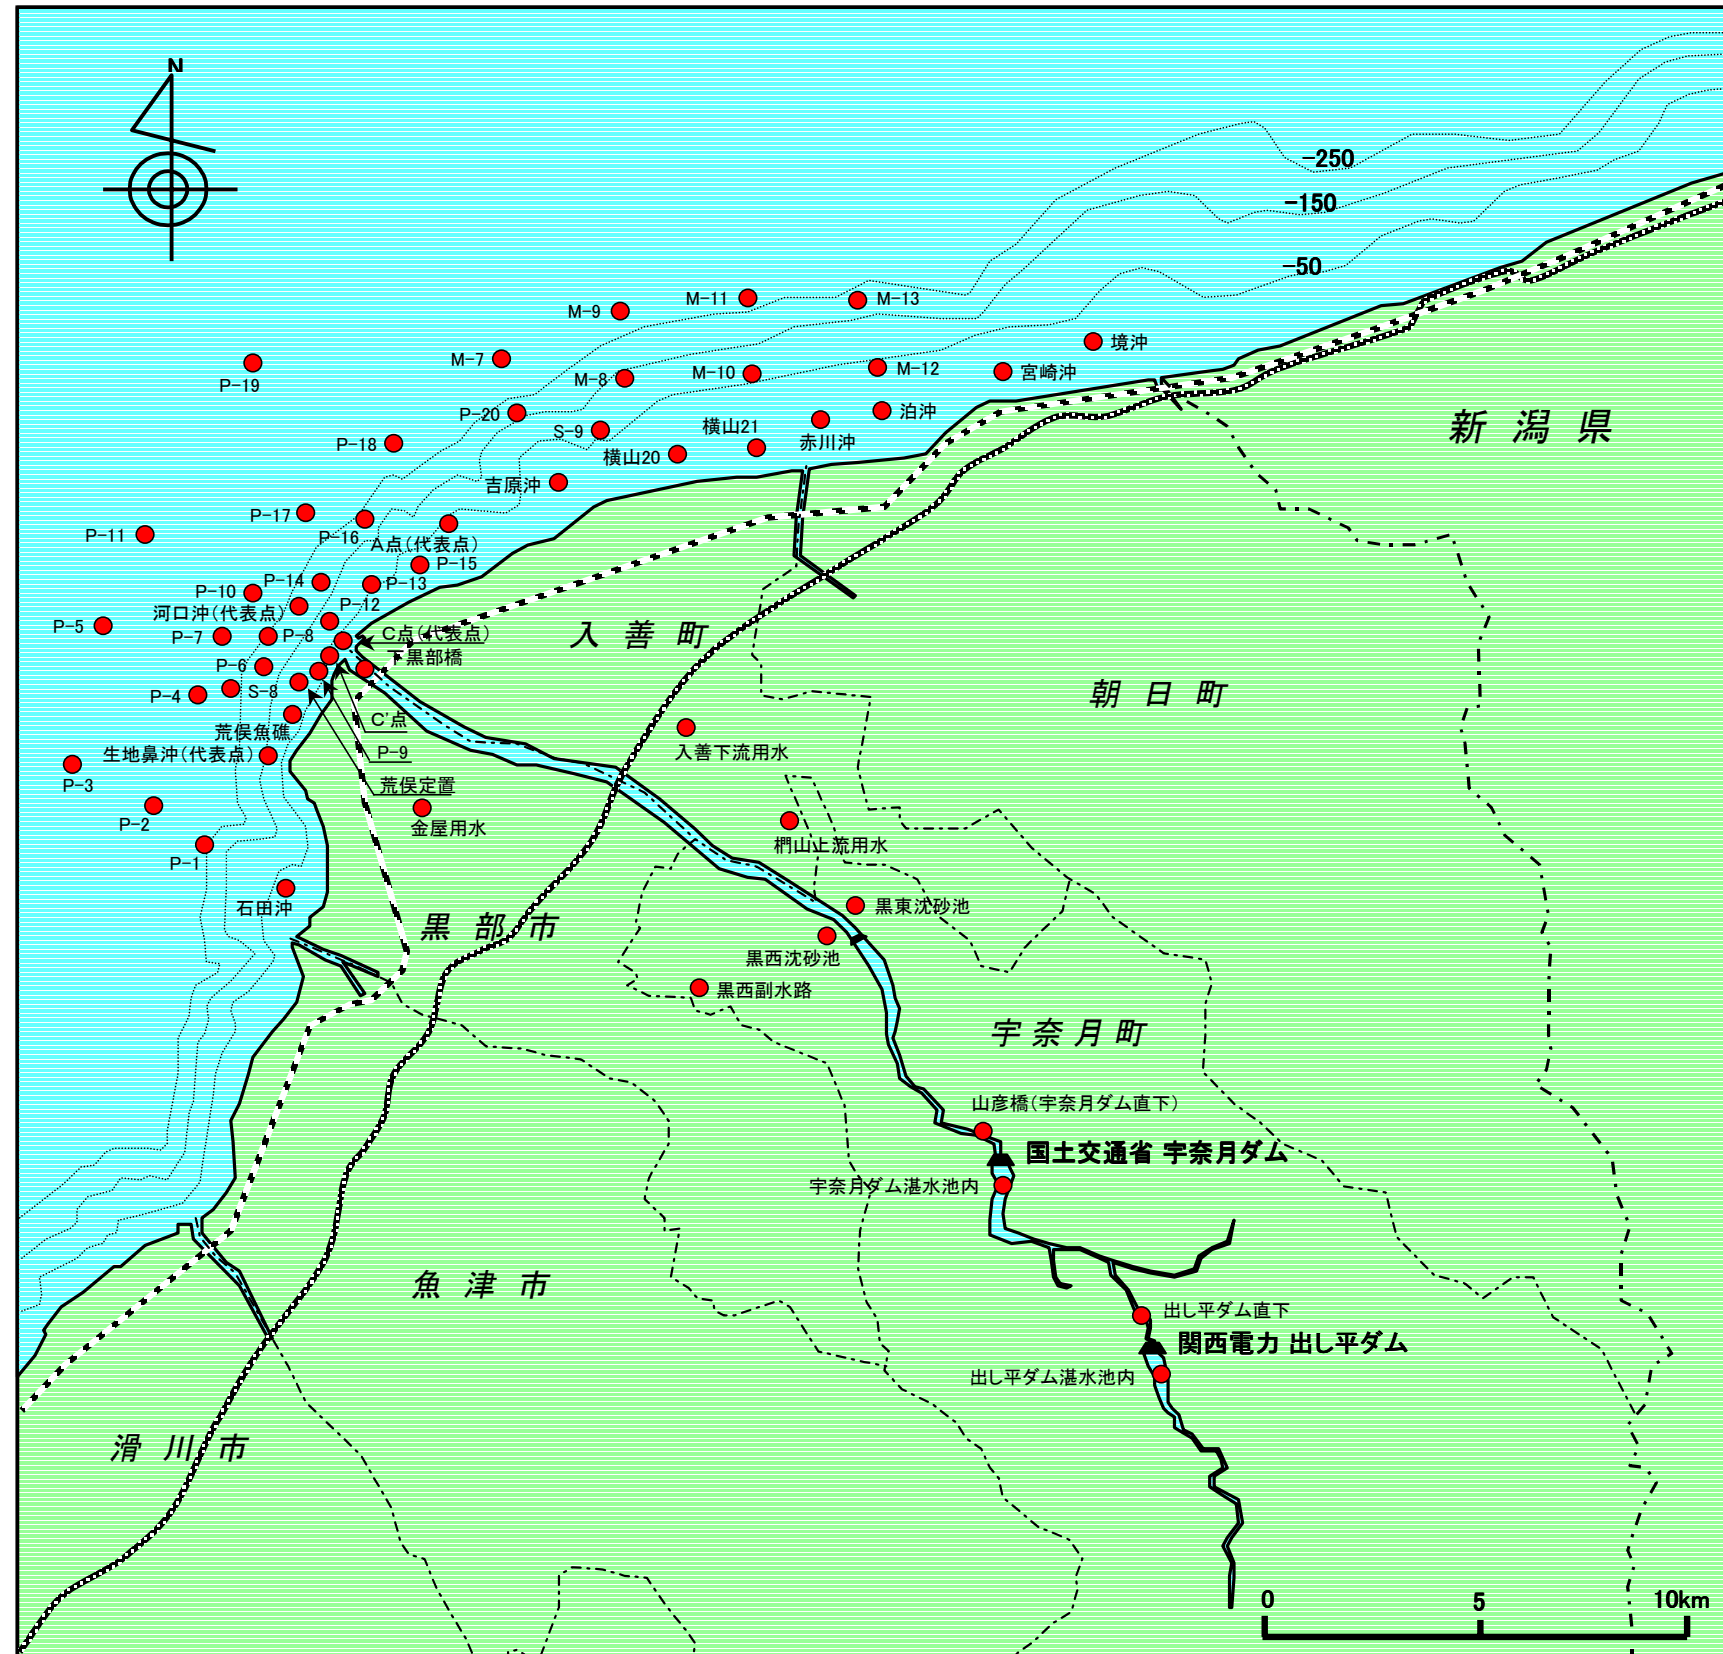 N
-250
-150
-50
M-11
M-13
M-9
境沖
M-7
M-10
M-12
宮崎沖
P-19
M-8
P-20
泊沖
新潟県
S-9
横山21
赤川沖
P-18
横山20
吉原沖
P-17
P-16
P-11
A点(代表点)
P-15
P-14
P-13
P-10
河口沖(代表点)
P-12
P-5
P-7
P-8
C点(代表点)
入善町
下黒部橋
P-6
P-4
S-8
朝日町
C'点
荒俣魚礁
P-9
入善下流用水
生地鼻沖(代表点)
P-3
荒俣定置
P-2
金屋用水
椚山上流用水
P-1
石田沖
黒東沈砂池
黒部市
黒西沈砂池
黒西副水路
宇奈月町
山彦橋(宇奈月ダム直下)
国土交通省 宇奈月ダム
宇奈月ダム湛水池内
魚津市
出し平ダム直下
関西電力 出し平ダム
出し平ダム湛水池内
滑川市
0 5 10km